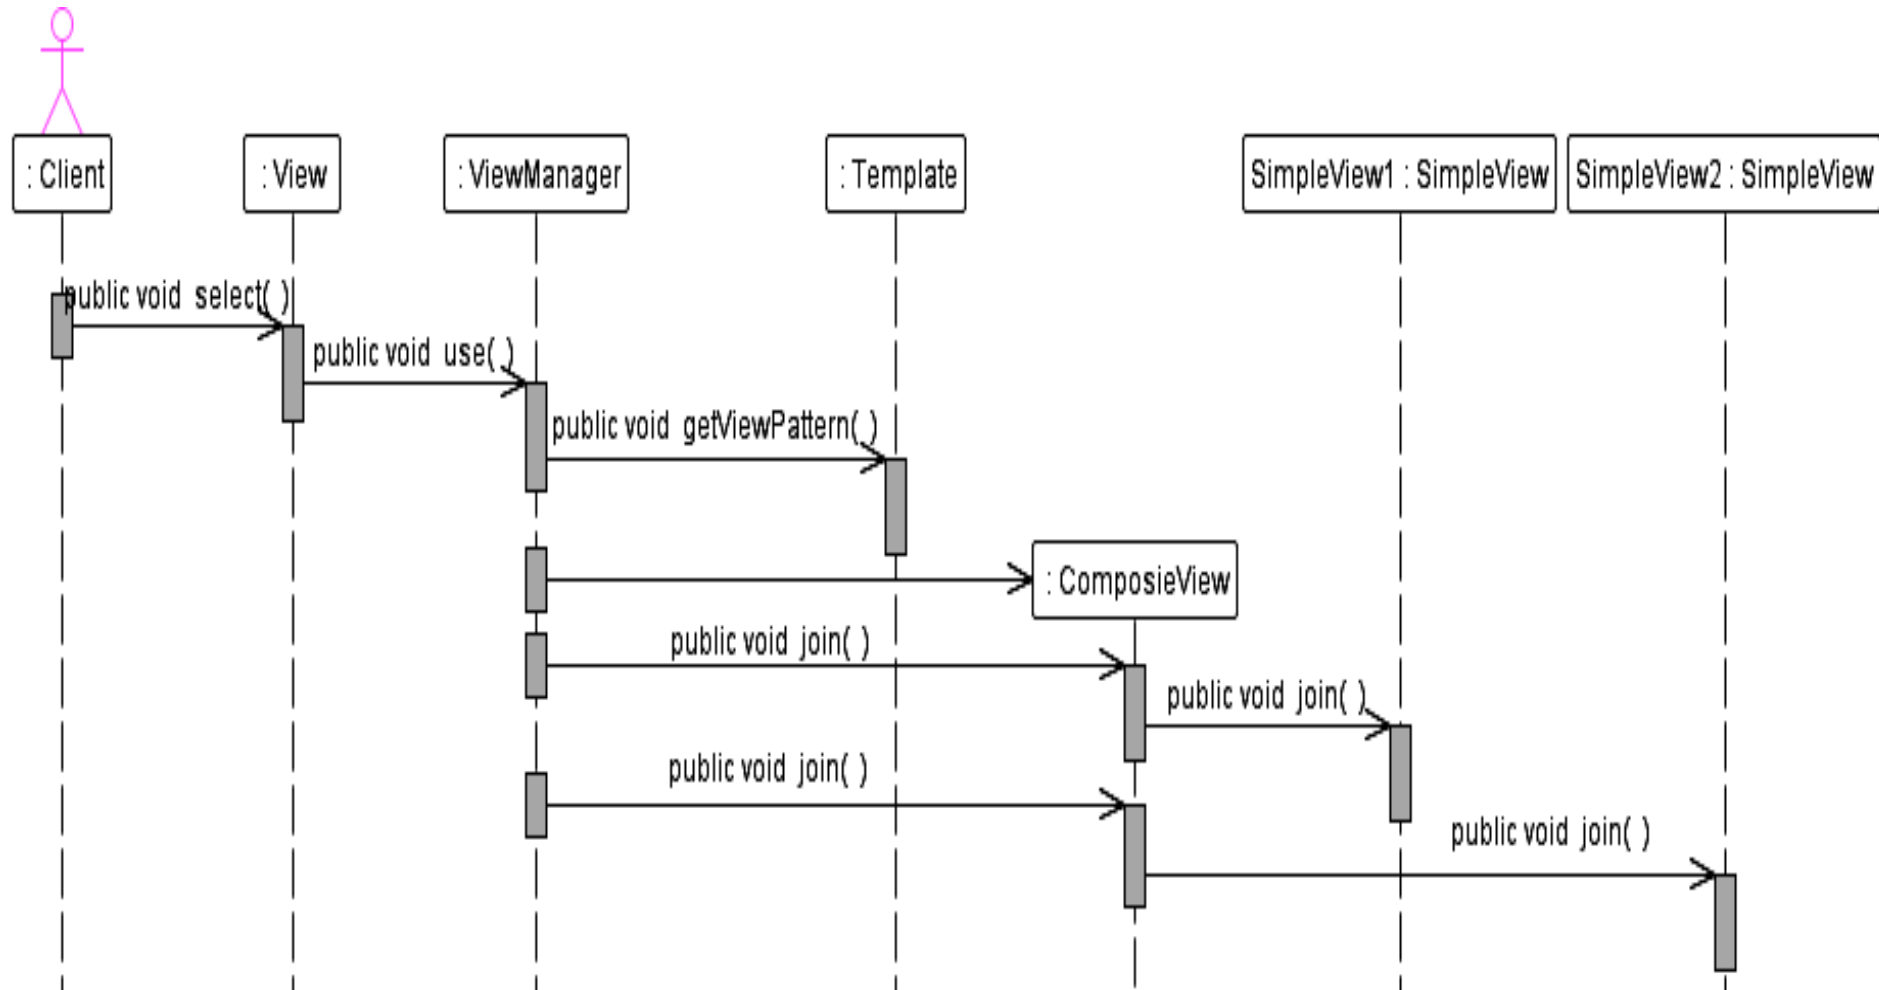 : Client
: View
: ViewManager
: Template
SimpleView1 : SimpleView
SimpleView2 : SimpleView
public void select( )
public void use( )
public void getViewPattern( )
: ComposieView
public void join( )
public void join( )
public void join( )
public void join( )